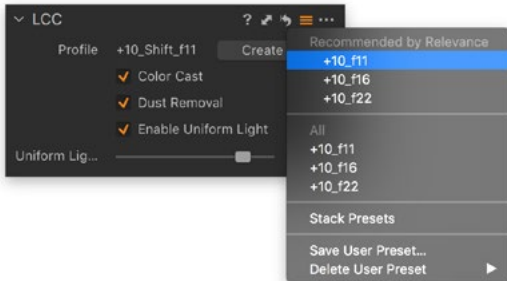 LCC
?
Profile +10_Shift_f11 Create
Color Cast
Dust Removal
Enable Uniform Light
Uniform Lig...
Recommended by Relevance
+10_f11
+10_f16
+10_f22
All
+10_f11
+10_f16
+10_f22
Stack Presets
Save User Preset...
Delete User Preset